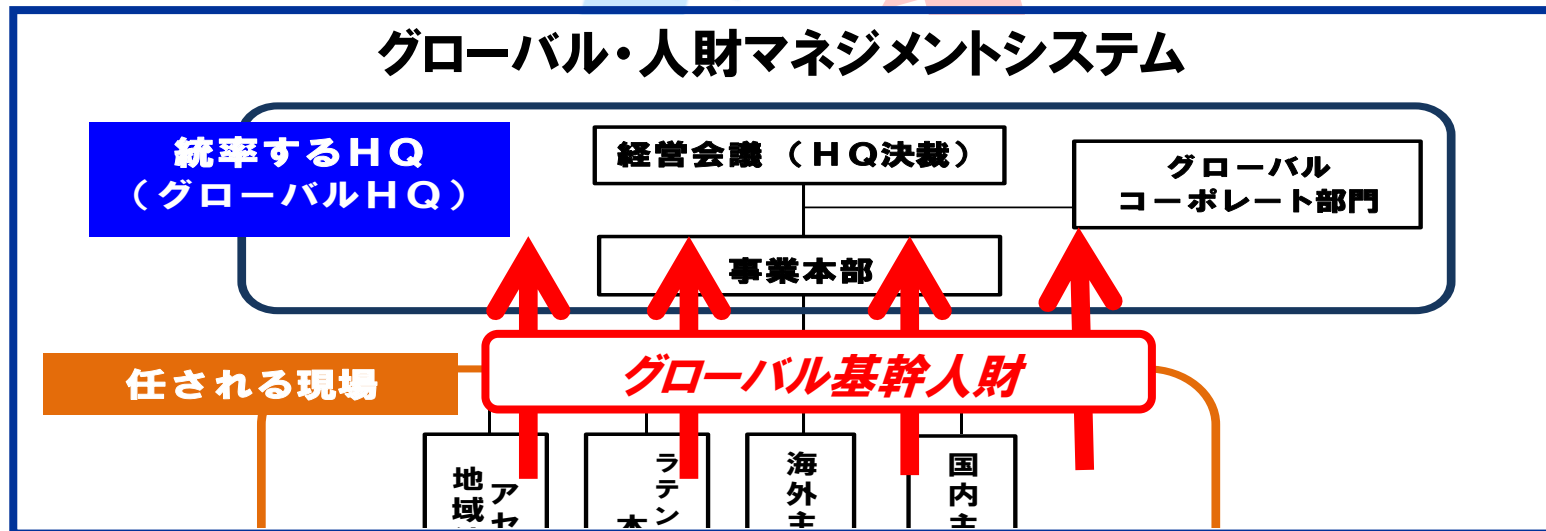 グローバル・人財マネジメントシステム
統率するHQ
（グローバルHQ）
経営会議（HQ決裁）
グローバル
コーポレート部門
事業本部
グローバル基幹人財
任される現場
地域
アセ
ラテン
本
海外主
国内主